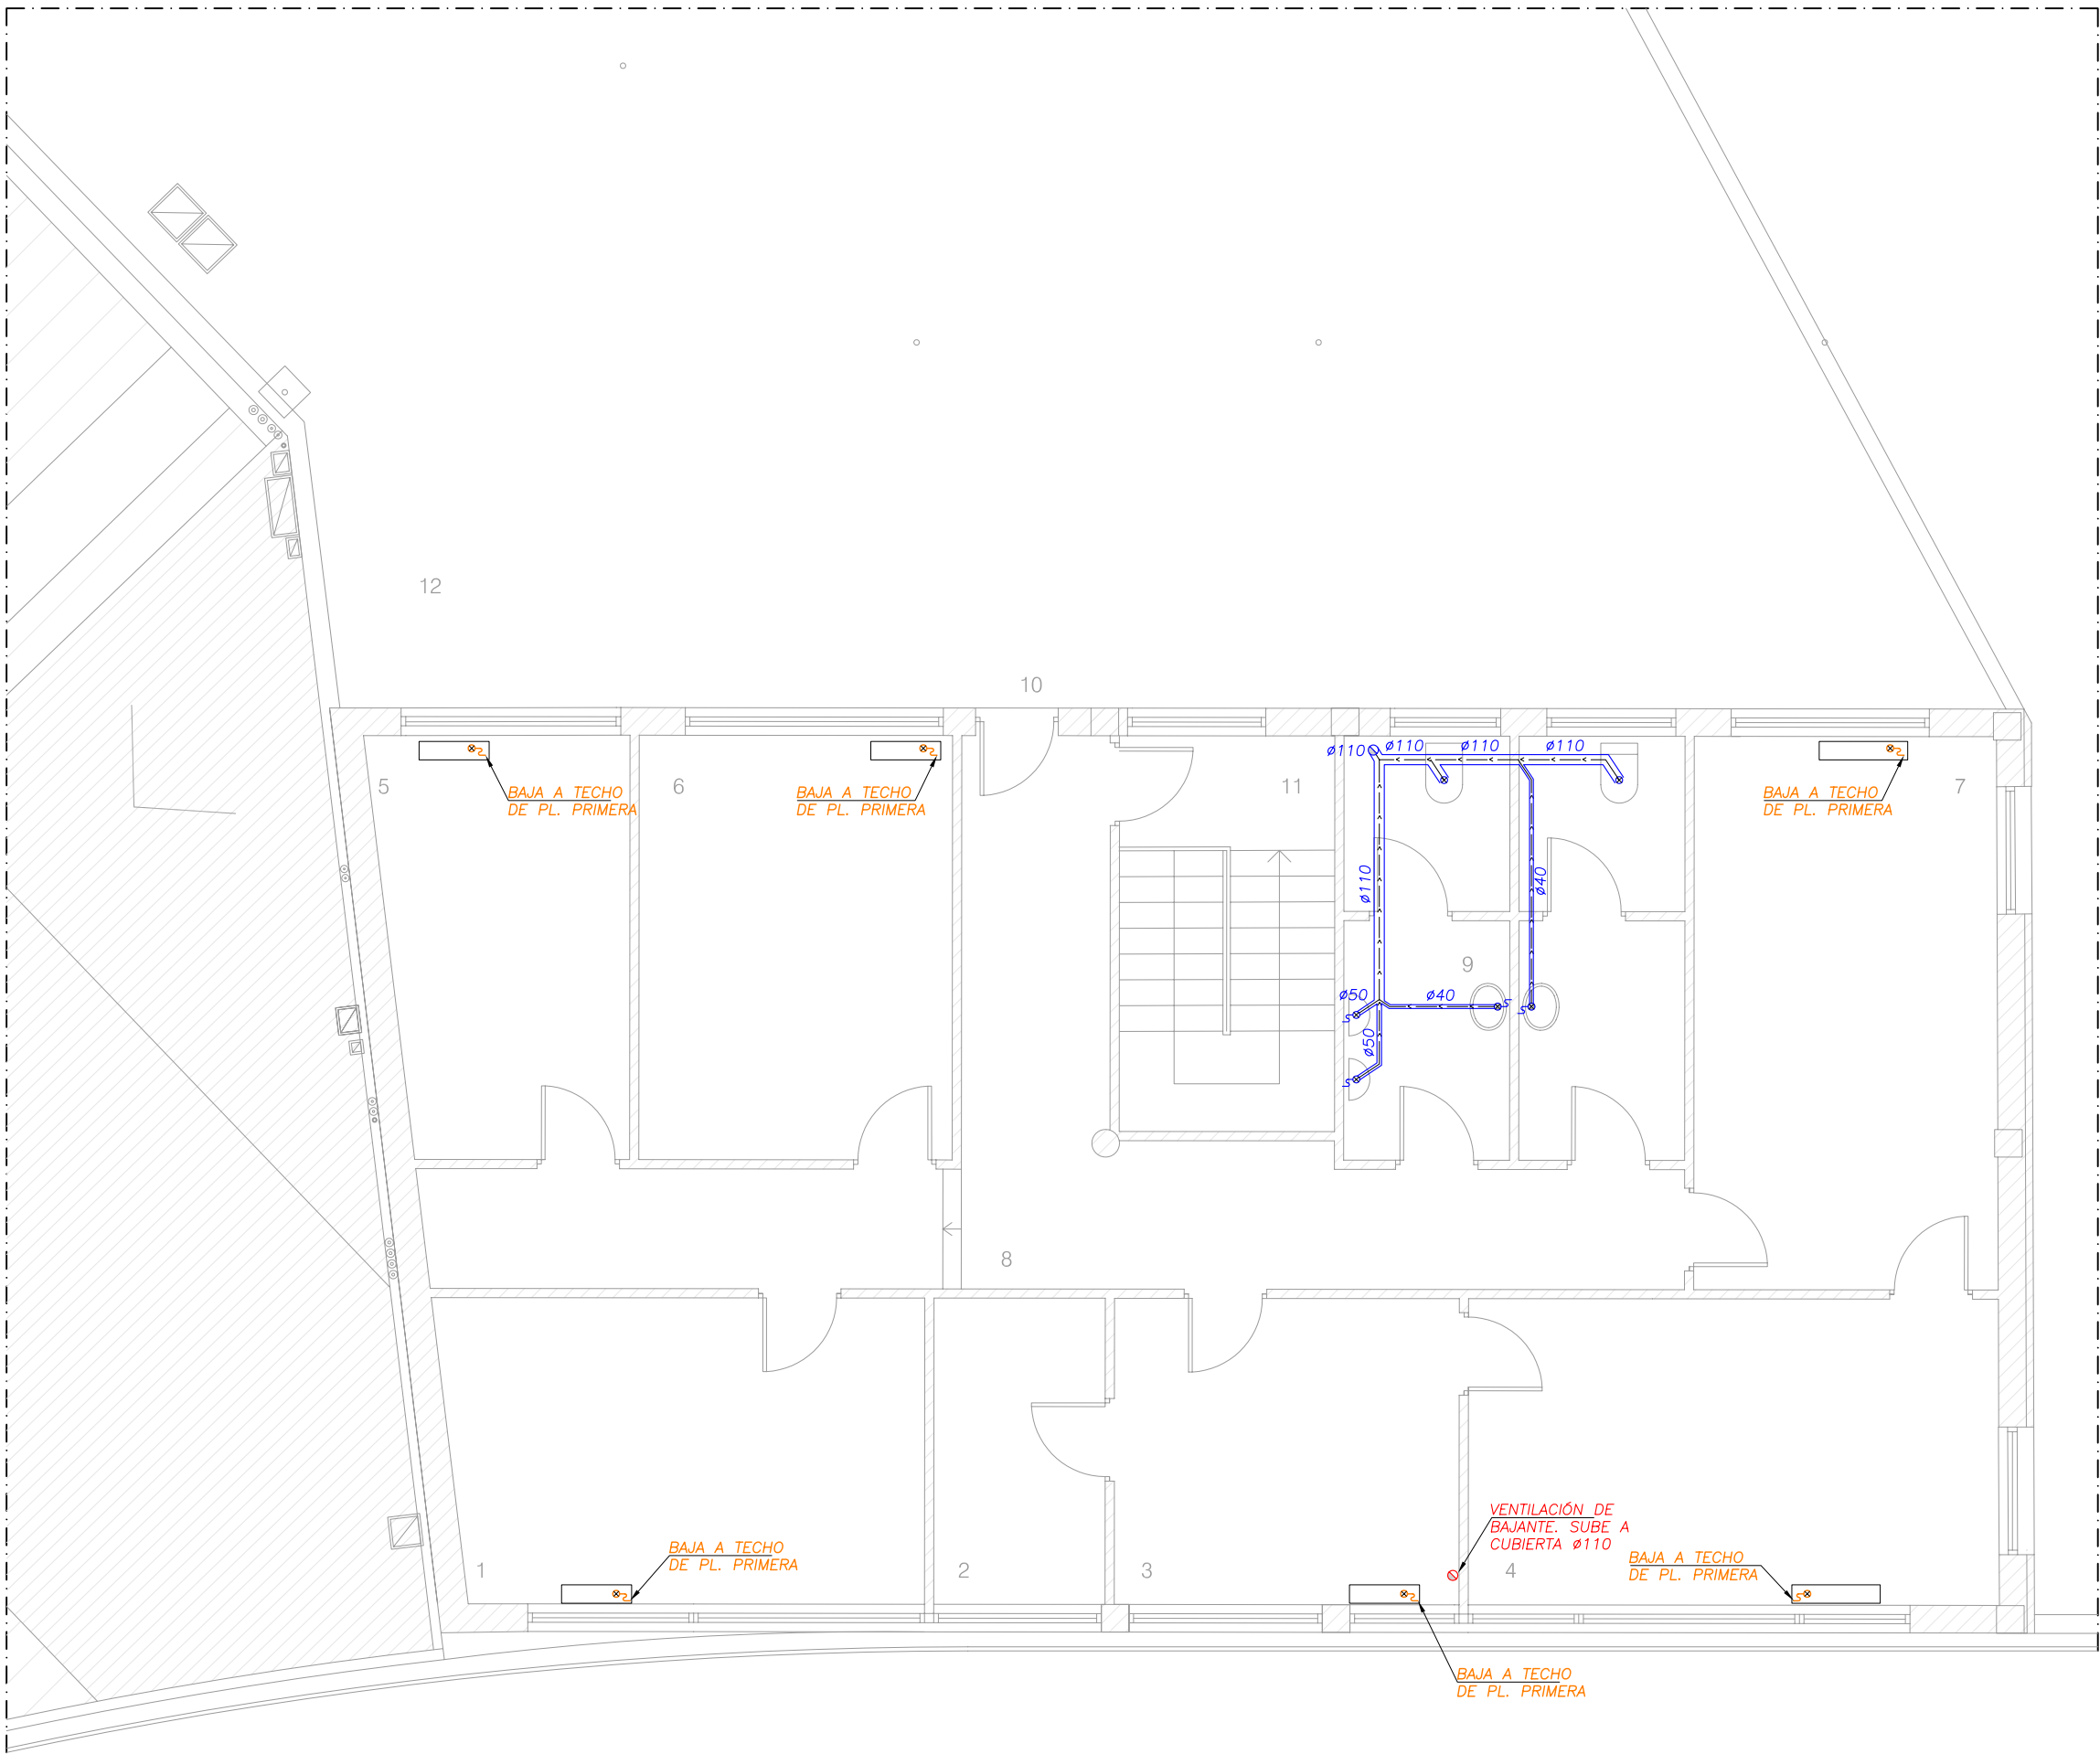 12
10
ø110
ø110
ø110
ø110
5
6
11
7
BAJA A TECHO
DE PL. PRIMERA
BAJA A TECHO
DE PL. PRIMERA
BAJA A TECHO
DE PL. PRIMERA
ø110
ø40
9
ø50
ø40
ø50
8
VENTILACIÓN DE
BAJANTE. SUBE A
CUBIERTA ø110
BAJA A TECHO
DE PL. PRIMERA
BAJA A TECHO
DE PL. PRIMERA
1
2
3
4
BAJA A TECHO
DE PL. PRIMERA